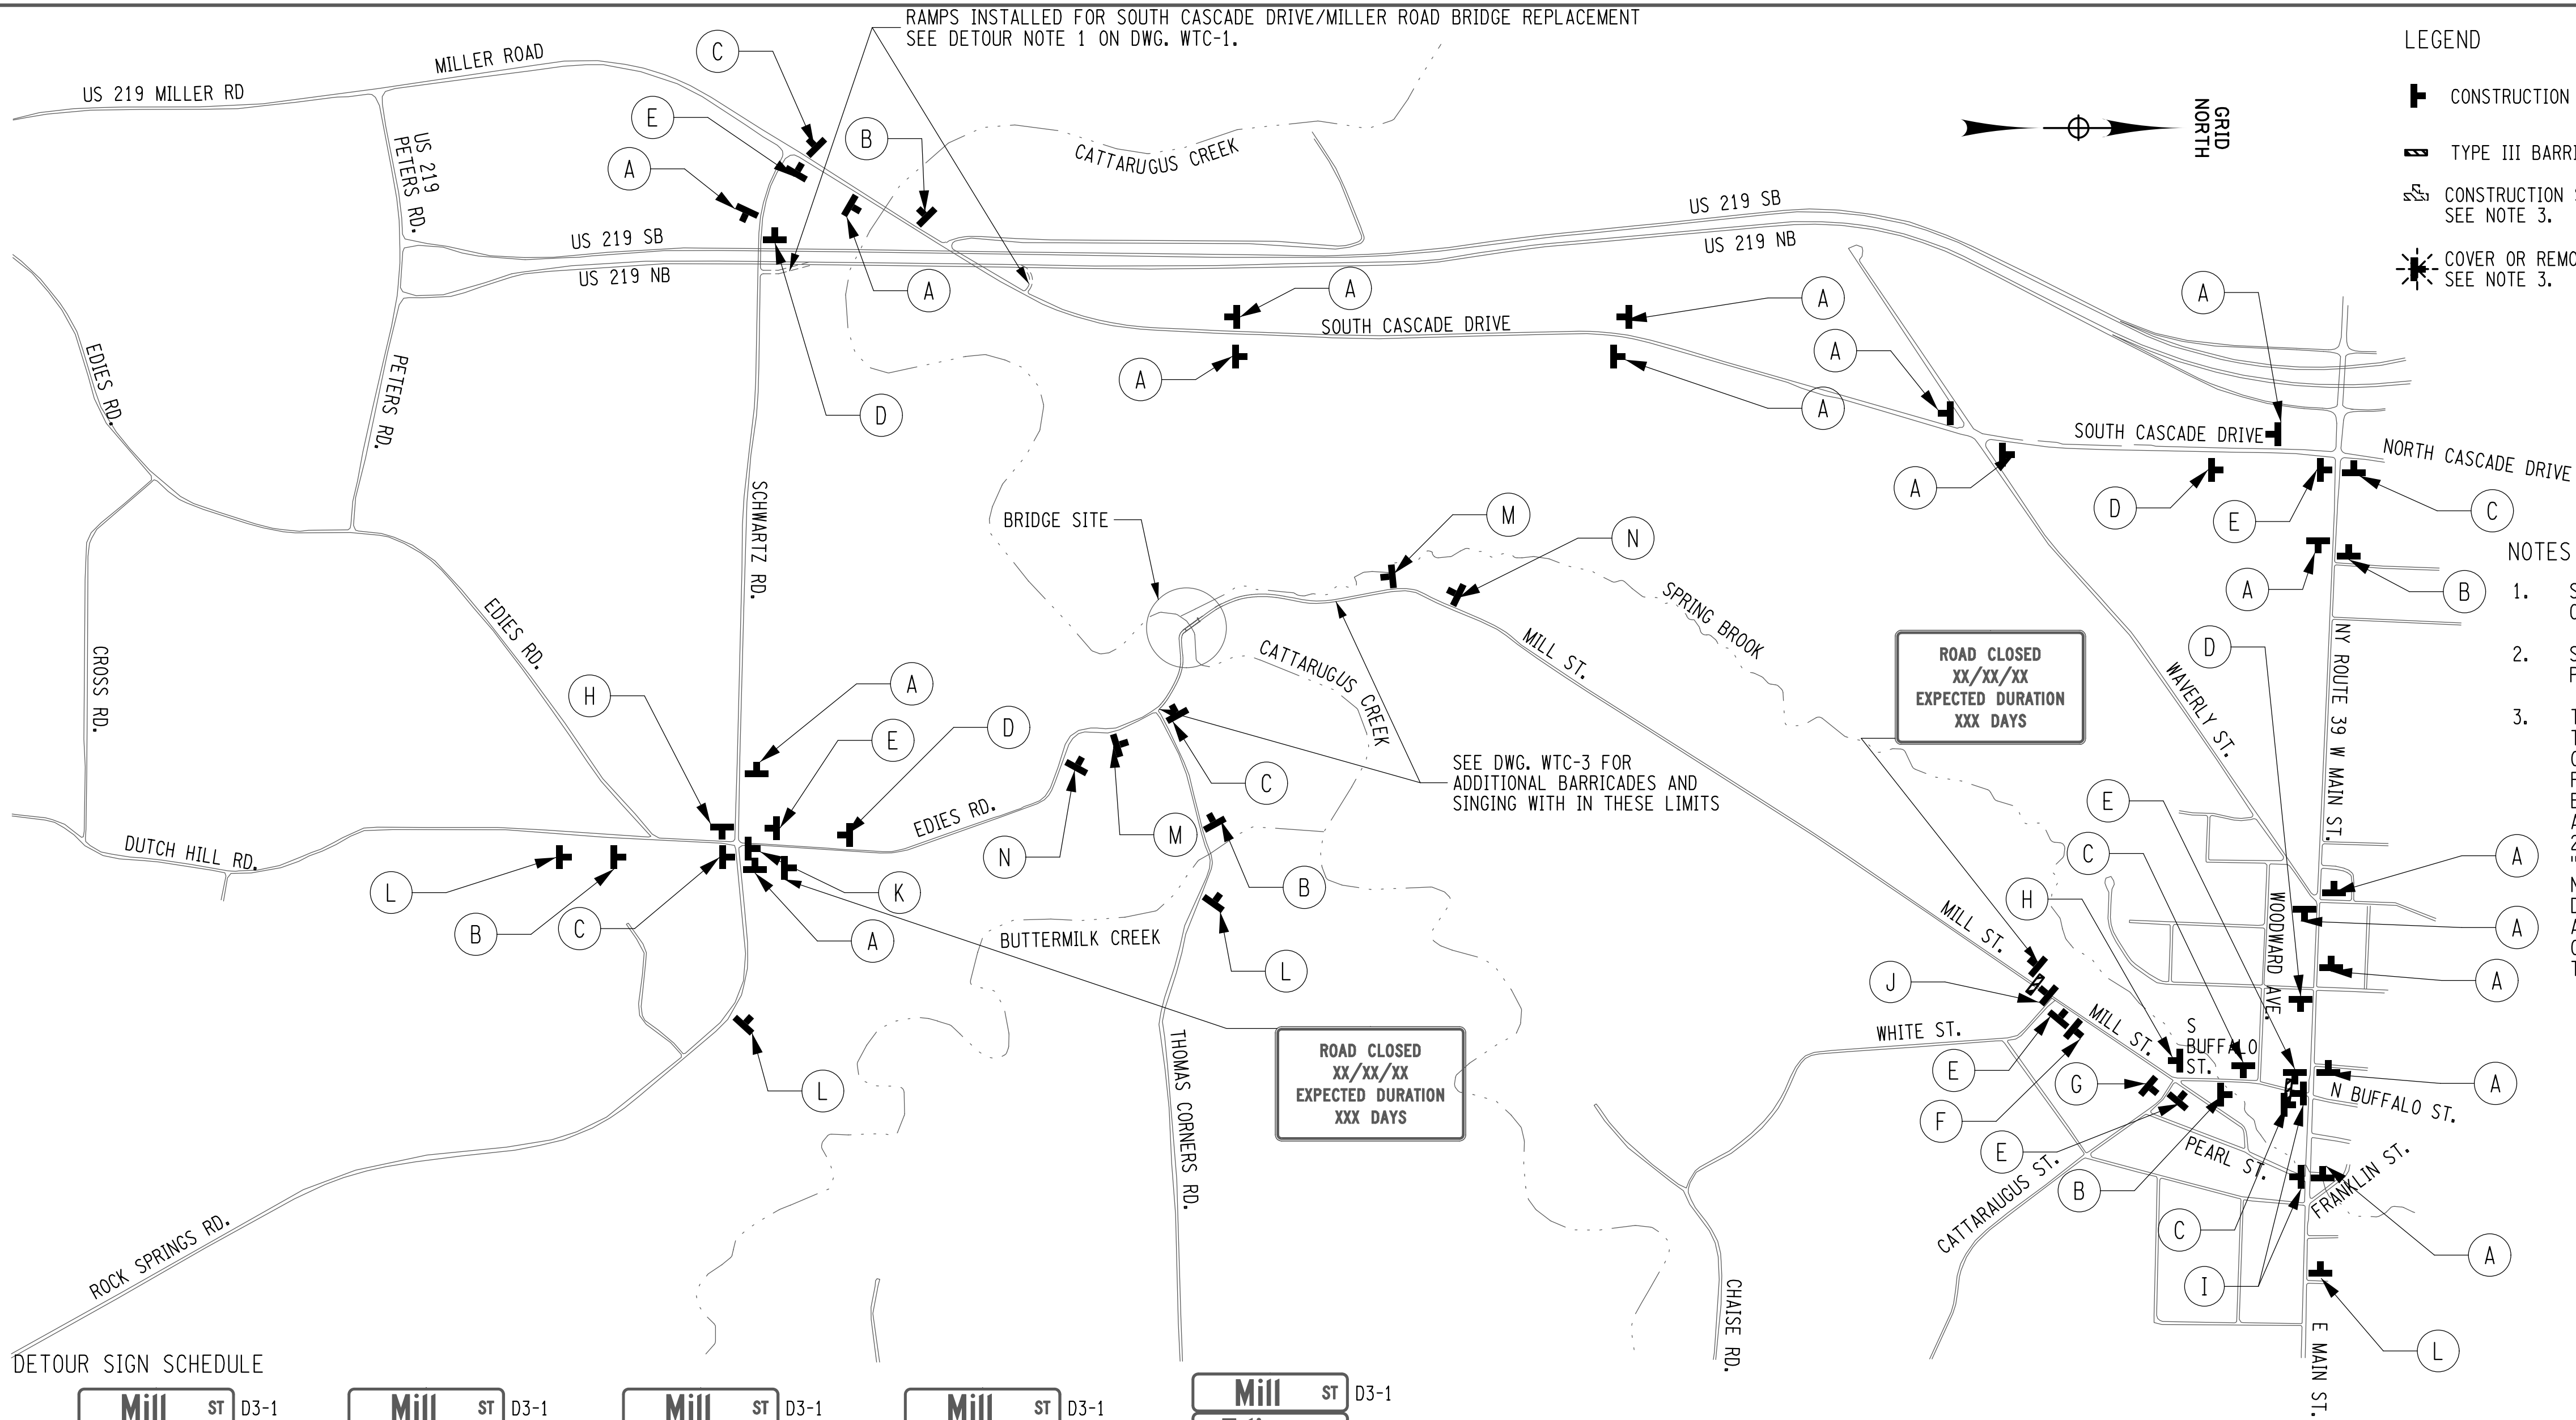 RAMPS INSTALLED FOR SOUTH CASCADE DRIVE/MILLER ROAD BRIDGE REPLACEMENT
SEE DETOUR NOTE 1 ON DWG. WTC-1.
LEGEND
CONSTRUCTION
TYPE III BARRI
CONSTRUCTION S
SEE NOTE 3.
COVER OR REMO
SEE NOTE 3.
GRID
NORTH
MILLER ROAD
US 219 MILLER RD
US 219
PETERS RD.
C
E
B
A
CATTARUGUS CREEK
US 219 SB
US 219 NB
US 219 SB
US 219 NB
A
A
A
A
A
D
A
A
SOUTH CASCADE DRIVE
SOUTH CASCADE DRIVE
NORTH CASCADE DRIVE
EDIES RD.
PETERS RD.
SCHWARTZ RD.
A
D
E
C
BRIDGE SITE
M
N
A
B
NOTES
1. S
2. S
3. T
CROSS RD.
EDIES RD.
CATTARUGUS CREEK
MILL ST.
SPRING BROOK
ROAD CLOSED
XX/XX/XX
EXPECTED DURATION
XXX DAYS
WAVERLY ST.
NY ROUTE 39 W MAIN ST.
D
H
A
E
D
C
M
N
SEE DWG. WTC-3 FOR
ADDITIONAL BARRICADES AND
SINGING WITH IN THESE LIMITS
EDIES RD.
DUTCH HILL RD.
L
B
C
K
A
B
L
BUTTERMILK CREEK
E
C
H
A
A
A
WOODWARD AVE.
MILL ST.
J
WHITE ST.
MILL ST.
S
BUFFALO
ST.
E
F
G
E
B
C
I
A
N BUFFALO ST.
PEARL ST.
FRANKLIN ST.
CATTARAUGUS ST.
A
L
E MAIN ST.
CHAISE RD.
THOMAS CORNERS RD.
ROAD CLOSED
XX/XX/XX
EXPECTED DURATION
XXX DAYS
L
ROCK SPRINGS RD.
DETOUR SIGN SCHEDULE
Mill ST D3-1
Mill ST D3-1
Mill ST D3-1
Mill ST D3-1
Mill ST D3-1